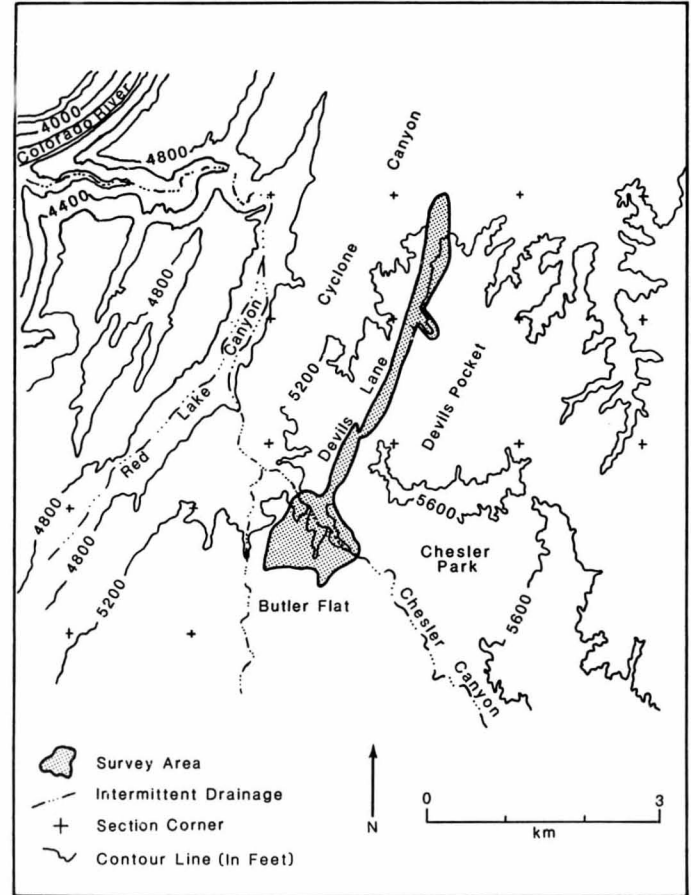 Colorado River
4000
4800
4400
4800
Canyon
Cyclone
Red Lake Canyon
5200
Devils Lane
Devils Pocket
5600
Chesler
Park
4800
4800
5200
Butler Flat
Chesler Canyon
5600
Survey Area
Intermittent Drainage
Section Corner
Contour Line (In Feet)
N
0
3
km